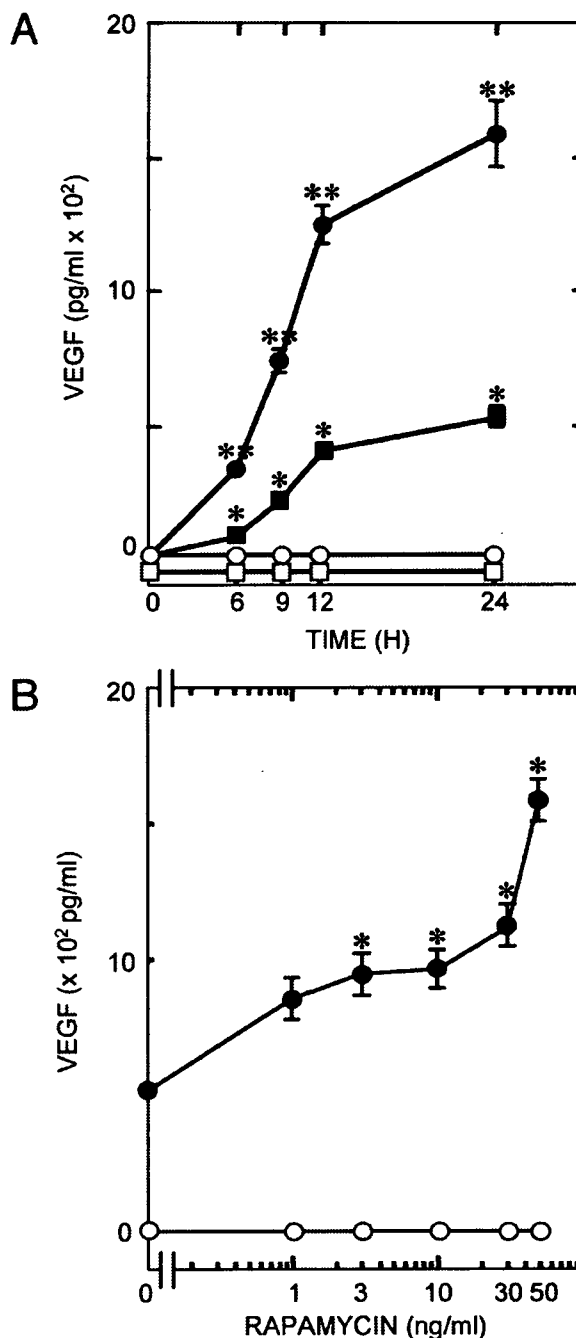 A
20
**
**
VEGF (pg/ml x 10²)
10
**
*
*
**
*
*
0
0 6 9 12 24
TIME (H)
B
20
*
*
* *
VEGF (x 10² pg/ml)
10
0
0 1 3 10 30 50
RAPAMYCIN (ng/ml)